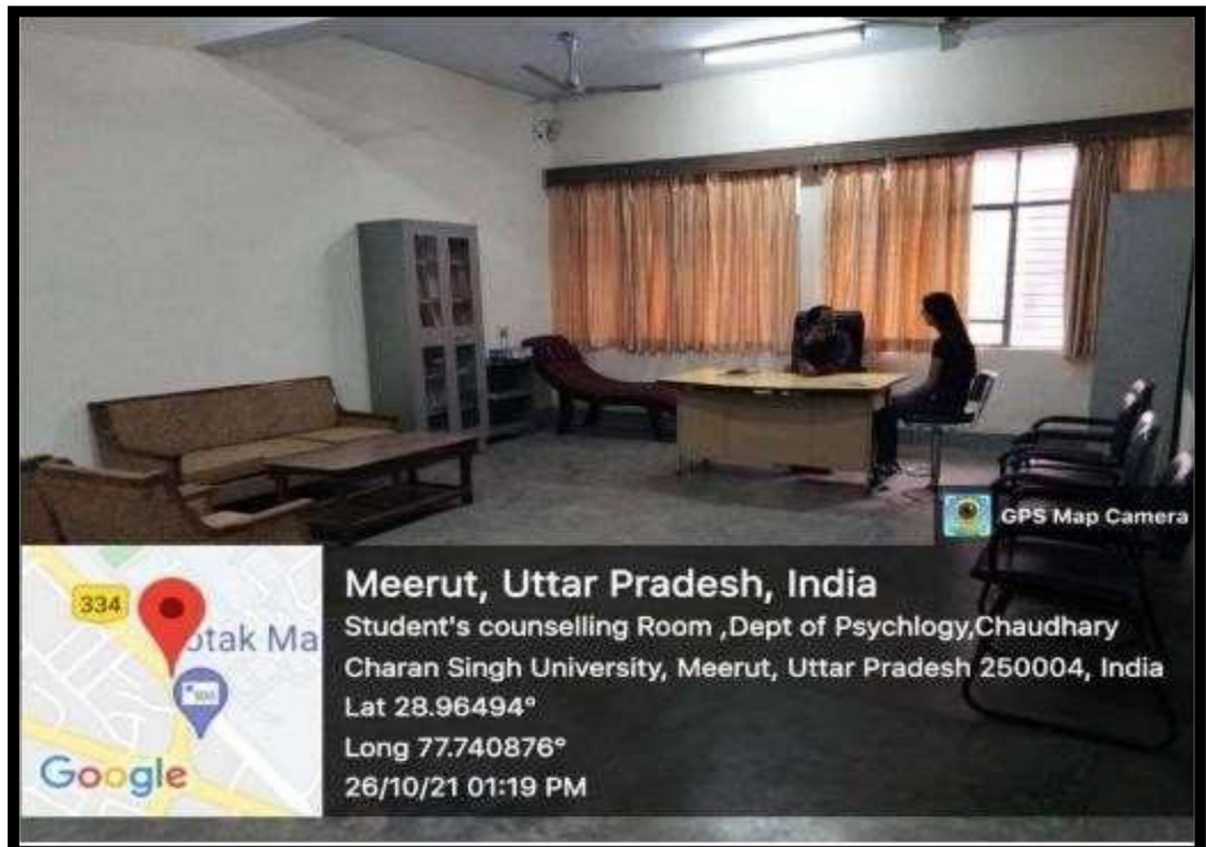 GPS Map Camera
334
otak Ma
Google
Meerut, Uttar Pradesh, India
Student's counselling Room ,Dept of Psychlogy,Chaudhary
Charan Singh University, Meerut, Uttar Pradesh 250004, India
Lat 28.96494°
Long 77.740876°
26/10/21 01:19 PM